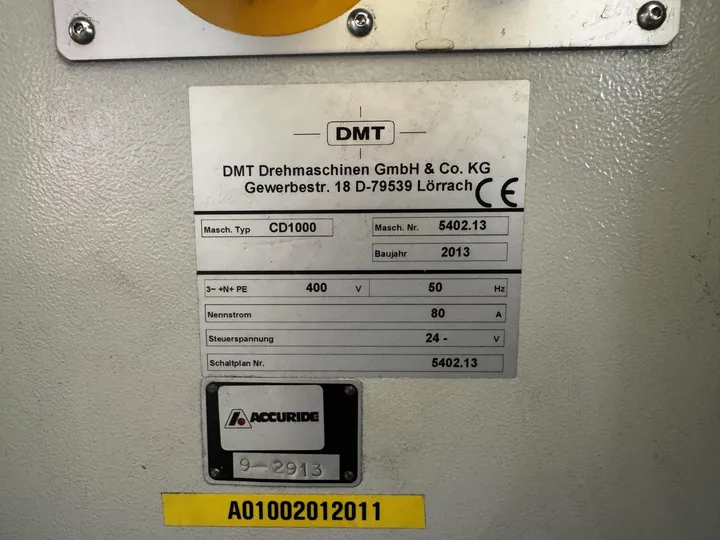 DMT
DMT Drehmaschinen GmbH & Co. KG
Gewerbestr. 18 D-79539 Lörrach CE
Masch. Typ CD1000 Masch. Nr. 5402.13
Baujahr 2013
3~ +N+ PE 400 V 50 Hz
Nennstrom 80 A
Steuerspannung 24 - V
Schaltplan Nr. 5402.13
ACCURIDE
9-2913
A01002012011